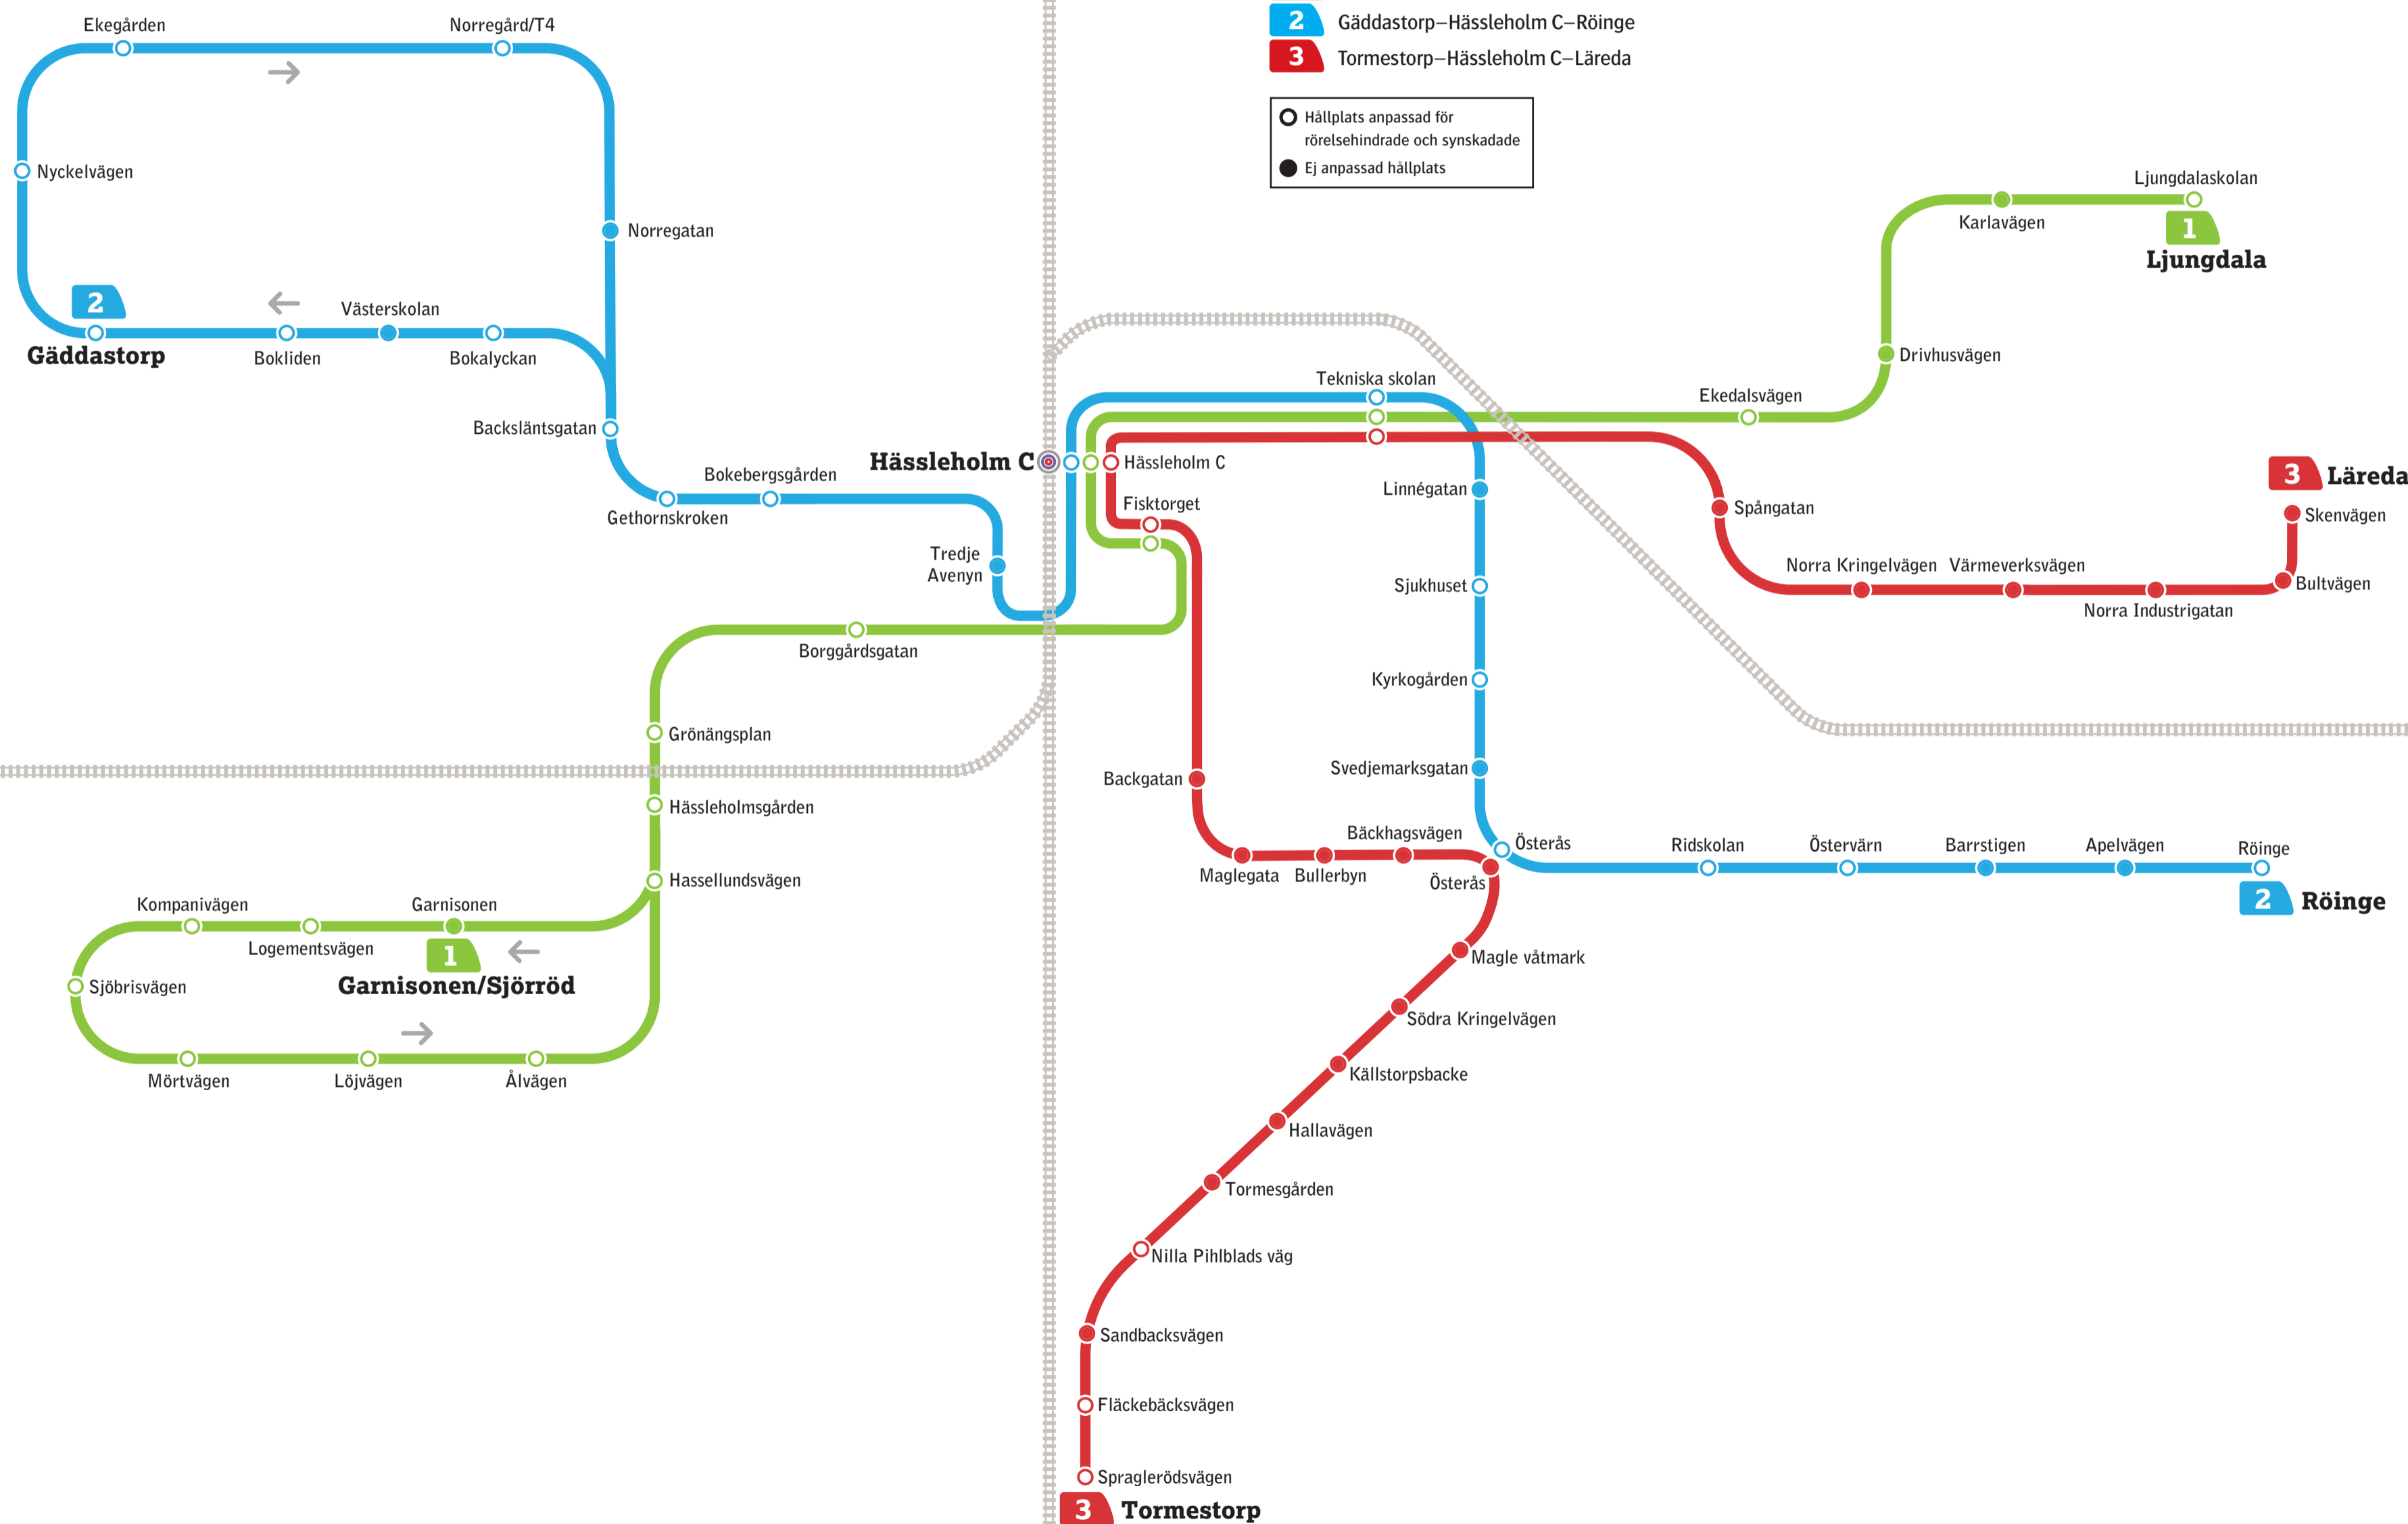 2 Gäddastorp–Hässleholm C–Röinge
3 Tormestorp–Hässleholm C–Läreda
Hållplats anpassad för
rörelsehindrade och synskadade
Ej anpassad hållplats
Ekegården
Norregård/T4
Nyckelvägen
Norregatan
2
Gäddastorp
Västerskolan
Bokliden
Bokalyckan
Backsläntsgatan
Bokebergsgården
Gethornskroken
Tredje
Avenyn
Hässleholm C
Hässleholm C
Fisktorget
Tekniska skolan
Ekedalsvägen
Drivhusvägen
Karlavägen
Ljungdalaskolan
1
Ljungdala
Linnégatan
Sjukhuset
Kyrkogården
Svedjemarksgatan
Spångatan
Norra Kringelvägen
Värmeverksvägen
Norra Industrigatan
Bultvägen
Skenvägen
3 Läreda
Borggårdsgatan
Grönängsplan
Hässleholmsgården
Hassellundsvägen
Kompanivägen
Logementsvägen
Garnisonen
1
Garnisonen/Sjörröd
Sjöbrisvägen
Mörtvägen
Löjvägen
Ålvägen
Backgatan
Maglegata
Bullerbyn
Bäckhagsvägen
Österås
Österås
Ridskolan
Östervärn
Barrstigen
Apelvägen
Röinge
2 Röinge
Magle våtmark
Södra Kringelvägen
Källstorpsbacke
Hallavägen
Tormesgården
Nilla Pihlblads väg
Sandbacksvägen
Fläckebäcksvägen
Spraglerödsvägen
3 Tormestorp